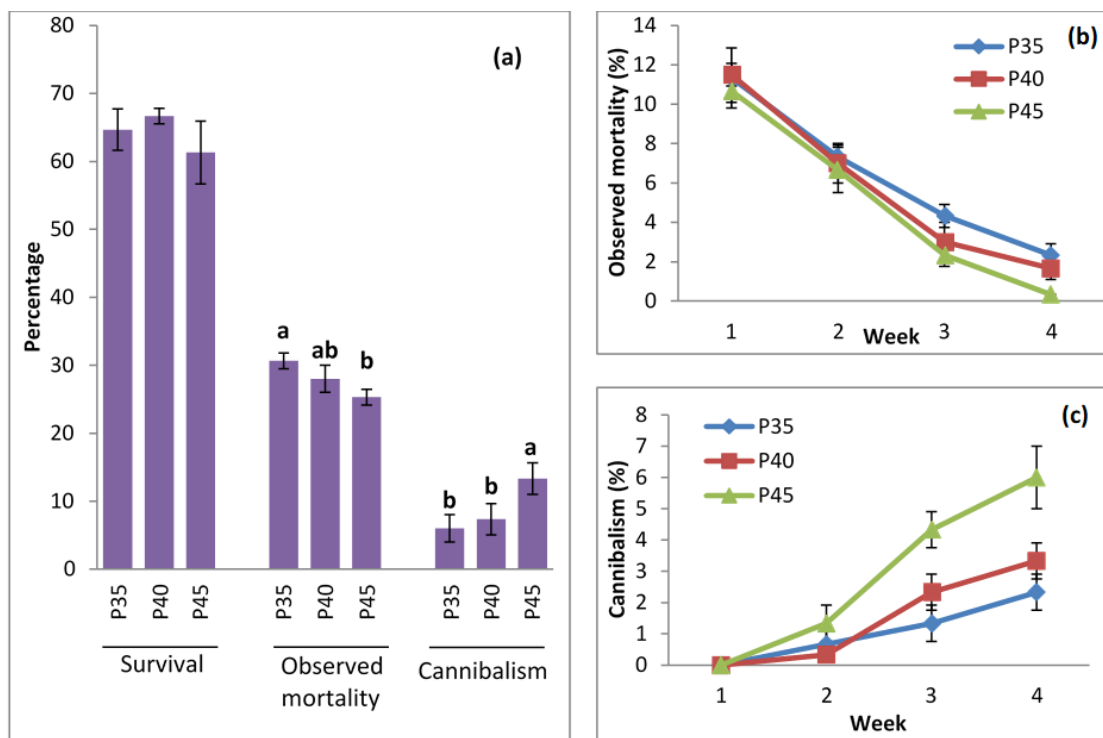 (a)
Percentage
80
70
60
50
40
30
20
10
0
a
ab
b
b
b
a
P35
P40
P45
P35
P40
P45
P35
P40
P45
Survival
Observed
mortality
Cannibalism
(b)
Observed mortality (%)
14
12
10
8
6
4
2
0
P35
P40
P45
1
2
3
4
Week
(c)
Cannibalism (%)
8
7
6
5
4
3
2
1
0
P35
P40
P45
1
2
3
4
Week